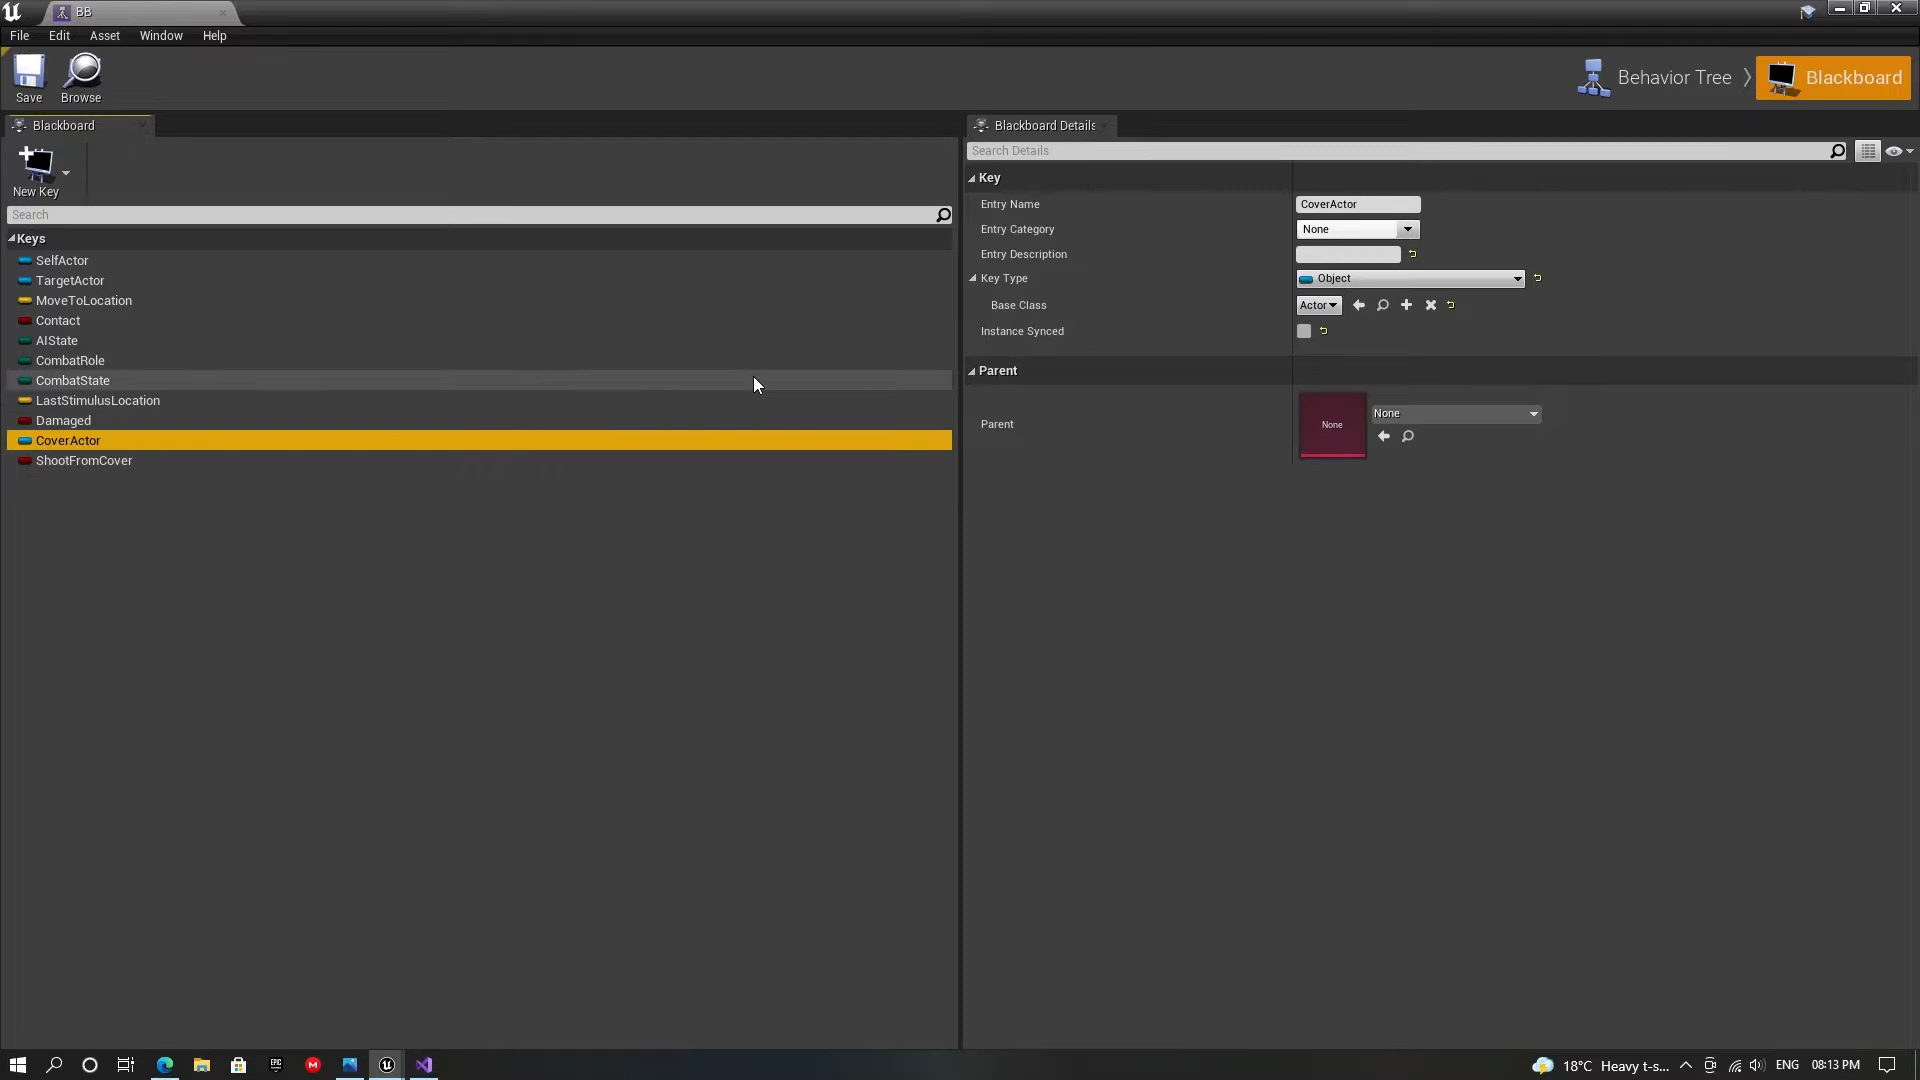 BB
File Edit Asset Window Help
Save Browse
Behavior Tree Blackboard
Blackboard
Blackboard Details
New Key
Search Details
Search
Keys
SelfActor
TargetActor
MoveToLocation
Contact
AIState
CombatRole
CombatState
LastStimulusLocation
Damaged
CoverActor
ShootFromCover
Key
Entry Name CoverActor
Entry Category None
Entry Description
Key Type Object
Base Class Actor
Instance Synced
Parent
Parent None None
EPIC
M
18°C Heavy t-s... ENG 08:13 PM